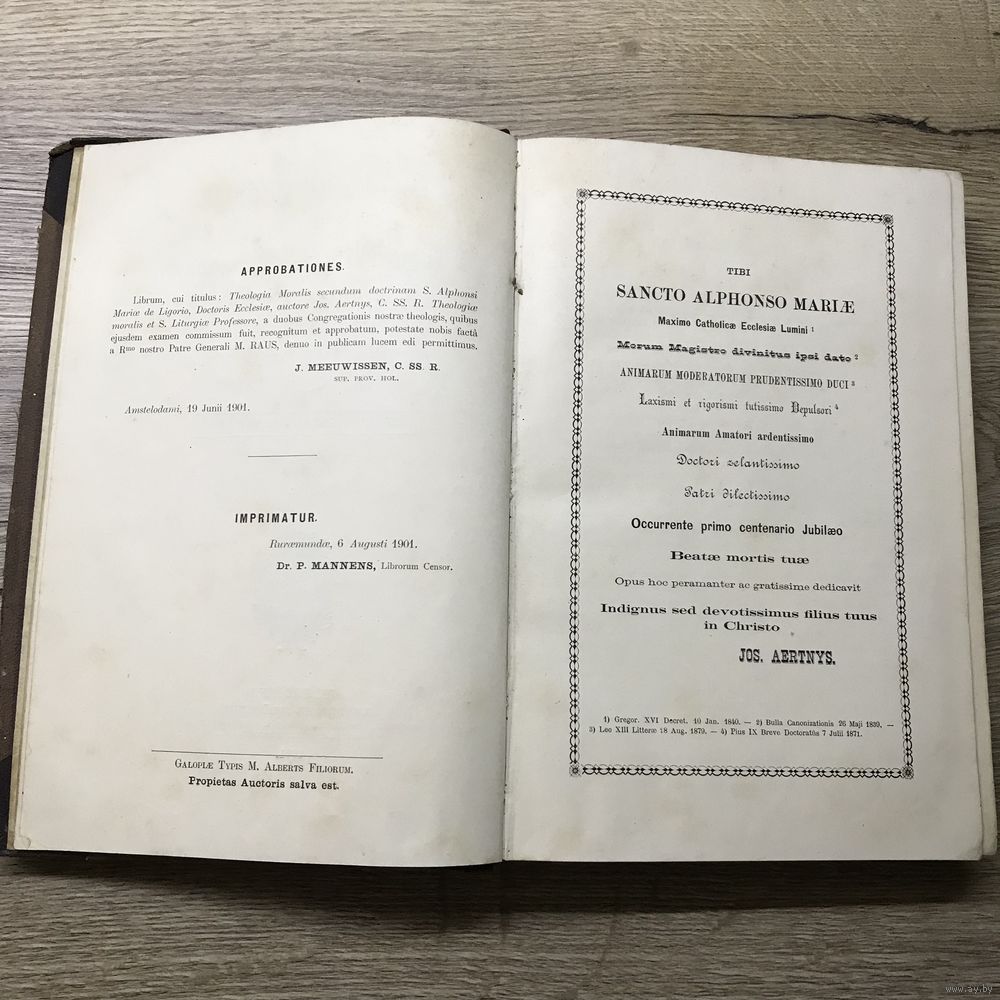 APPROBATIONES.
Librum, cui titulus: Theologia Moralis secundum doctrinam S. Alphonsi
Mariæ de Ligorio, Doctoris Ecclesiæ, auctore Jos. Aertnys, C. SS. R. Theologiæ
moralis et S. Liturgiæ Professore, a duobus Congregationis nostræ theologis, quibus
ejusdem examen commissum fuit, recognitum et approbatum, potestate nobis factâ
a Rmo nostro Patre Generali M. RAUS, denuo in publicam lucem edi permittimus.
J. MEEUWISSEN, C. SS. R.
SUP. PROV. HOL.
Amstelodami, 19 Junii 1901.
IMPRIMATUR.
Ruræmundæ, 6 Augusti 1901.
Dr. P. MANNENS, Librorum Censor.
GALOPIÆ TYPIS M. ALBERTS FILIORUM.
Propietas Auctoris salva est.
TIBI
SANCTO ALPHONSO MARIÆ
Maximo Catholicæ Ecclesiæ Lumini 1
Morum Magistro divinitus ipsi dato 2
ANIMARUM MODERATORUM PRUDENTISSIMO DUCI 3
Laxismi et rigorismi tutissimo Depulsori 4
Animarum Amatori ardentissimo
Doctori zelantissimo
Patri dilectissimo
Occurrente primo centenario Jubilæo
Beatæ mortis tuæ
Opus hoc peramanter ac gratissime dedicavit
Indignus sed devotissimus filius tuus
in Christo
JOS. AERTNYS.
1) Gregor. XVI Decret. 10 Jan. 1840. — 2) Bulla Canonizationis 26 Maji 1839. —
3) Leo XIII Litteræ 28 Aug. 1879. — 4) Pius IX Breve Doctoratûs 7 Julii 1871.
www.ay.by